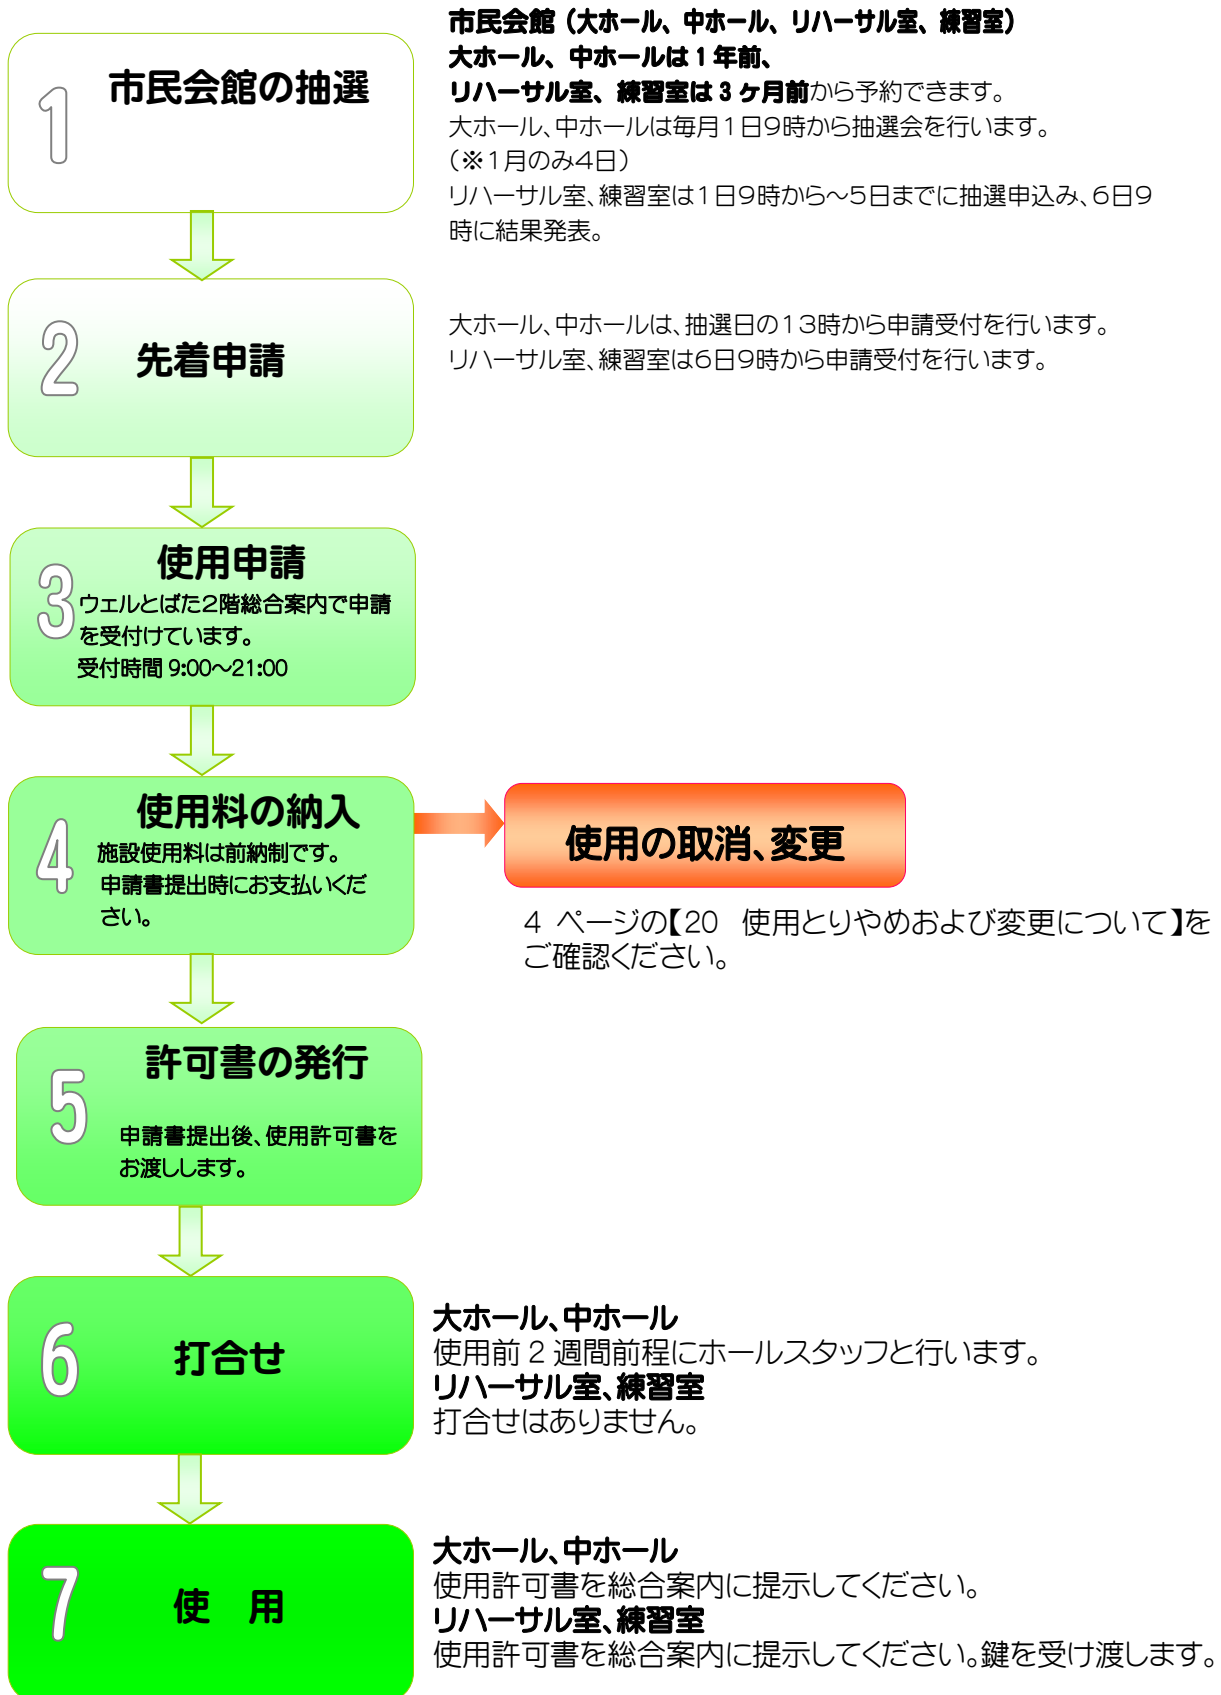 市民会館（大ホール、中ホール、リハーサル室、練習室）
大ホール、中ホールは1年前、
リハーサル室、練習室は3ヶ月前から予約できます。
大ホール、中ホールは毎月1日9時から抽選会を行います。
（※1月のみ4日）
リハーサル室、練習室は1日9時から～5日までに抽選申込み、6日9
時に結果発表。
1
市民会館の抽選
大ホール、中ホールは、抽選日の13時から申請受付を行います。
リハーサル室、練習室は6日9時から申請受付を行います。
2
先着申請
3
使用申請
ウェルとばた2階総合案内で申請
を受付けています。
受付時間 9:00～21:00
4
使用料の納入
施設使用料は前納制です。
申請書提出時にお支払いくだ
さい。
使用の取消、変更
4 ページの【20　使用とりやめおよび変更について】を
ご確認ください。
5
許可書の発行
申請書提出後、使用許可書を
お渡しします。
6
打合せ
大ホール、中ホール
使用前2週間前程にホールスタッフと行います。
リハーサル室、練習室
打合せはありません。
7
使　用
大ホール、中ホール
使用許可書を総合案内に提示してください。
リハーサル室、練習室
使用許可書を総合案内に提示してください。鍵を受け渡します。